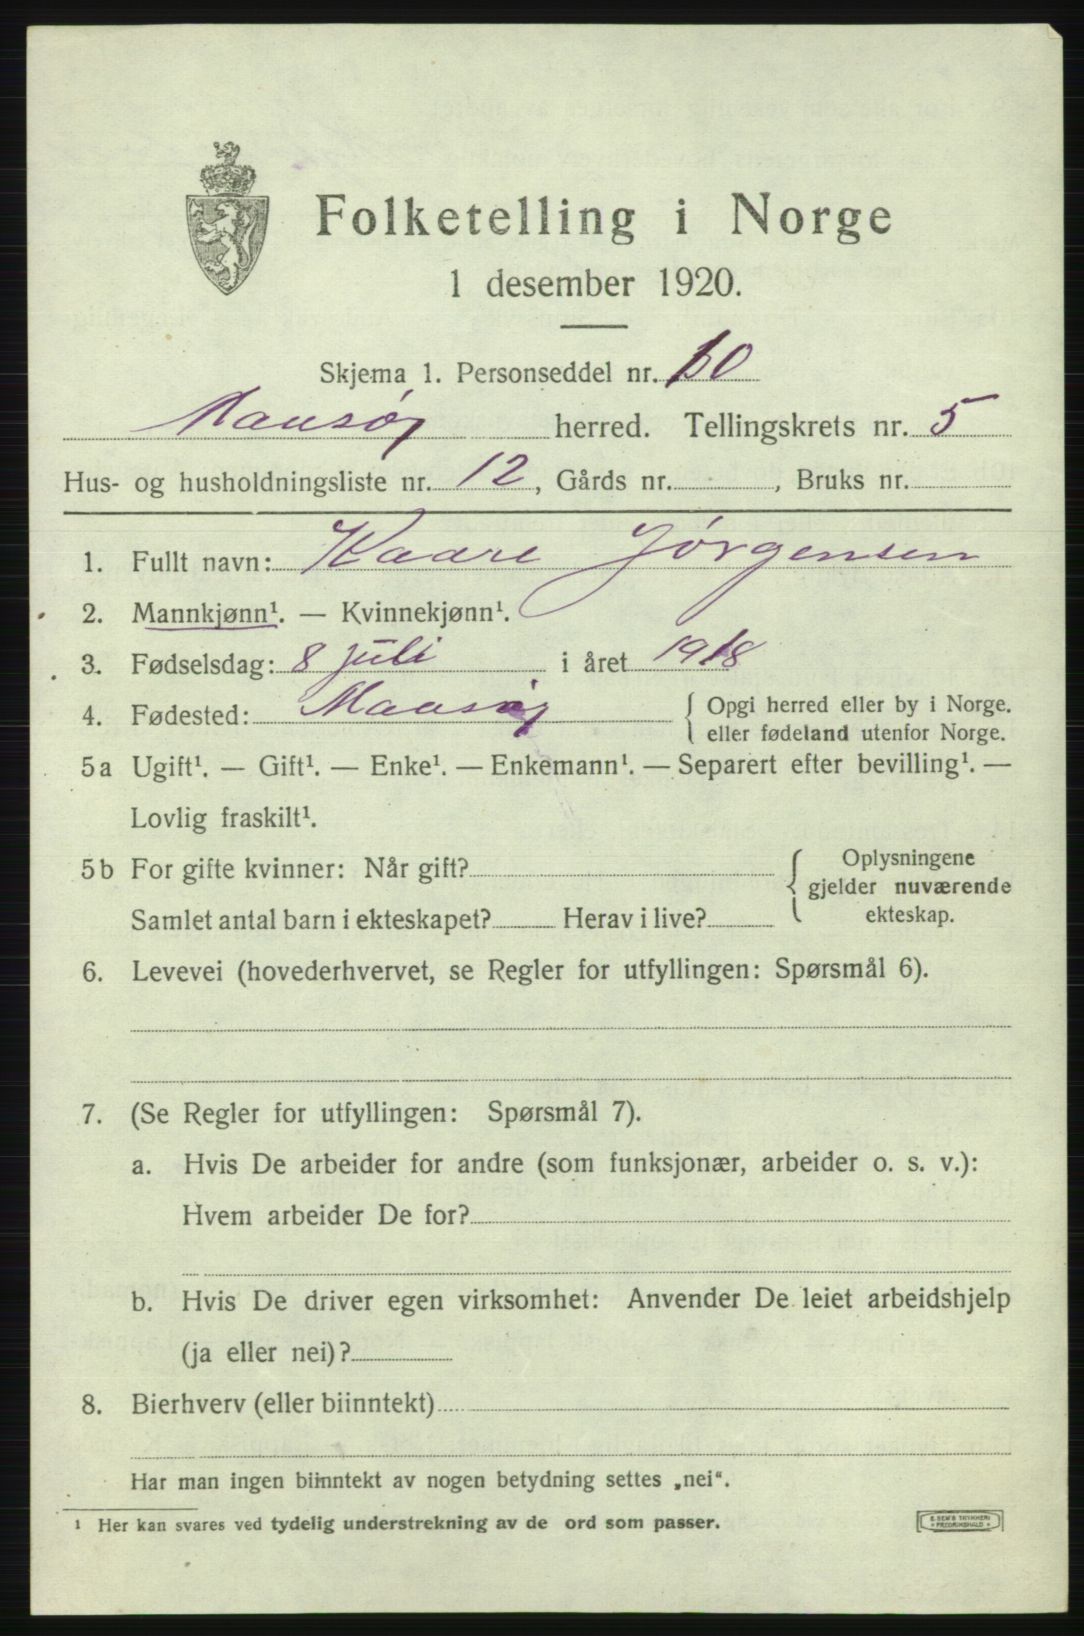 Folketelling i Norge
1 desember 1920.
Skjema 1. Personseddel nr. 10
Maasøy herred. Tellingskrets nr. 5
Hus- og husholdningsliste nr. 12, Gårds nr. , Bruks nr.
1. Fullt navn: Kaare Jørgensen
2. Mannkjønn¹. — Kvinnekjønn¹.
3. Fødselsdag: 8 juli i året 1918
4. Fødested: Maasøy { Opgi herred eller by i Norge.
eller fødeland utenfor Norge.
5a Ugift¹. — Gift¹. — Enke¹. — Enkemann¹. — Separert efter bevilling¹. —
Lovlig fraskilt¹.
5b For gifte kvinner: Når gift? { Oplysningene
gjelder nuværende
Samlet antal barn i ekteskapet? Herav i live? ekteskap.
6. Levevei (hovederhvervet, se Regler for utfyllingen: Spørsmål 6).
7. (Se Regler for utfyllingen: Spørsmål 7).
a. Hvis De arbeider for andre (som funksjonær, arbeider o. s. v.):
Hvem arbeider De for?
b. Hvis De driver egen virksomhet: Anvender De leiet arbeidshjelp
(ja eller nei)?
8. Bierhverv (eller biinntekt)
Har man ingen biinntekt av nogen betydning settes „nei“.
¹ Her kan svares ved tydelig understrekning av de ord som passer.